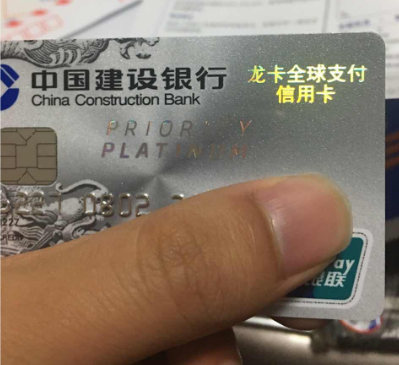 中国建设银行
China Construction Bank
龙卡全球支付
信用卡
PRIORITY
PLATINUM
0802
银联